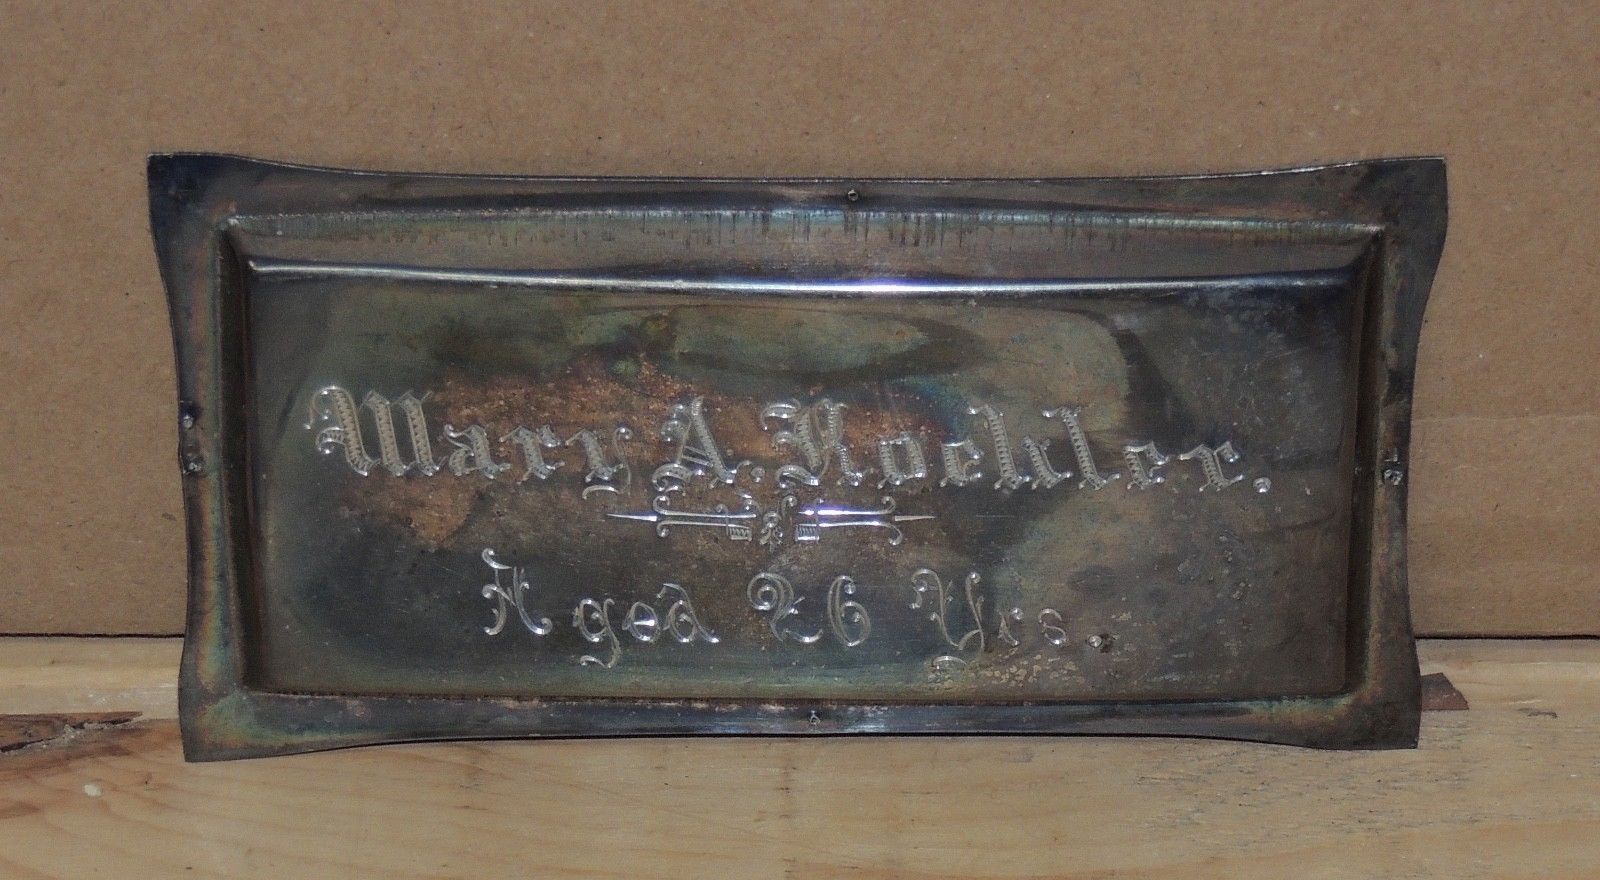 Mary A. Koehler.
Aged 26 Yrs.